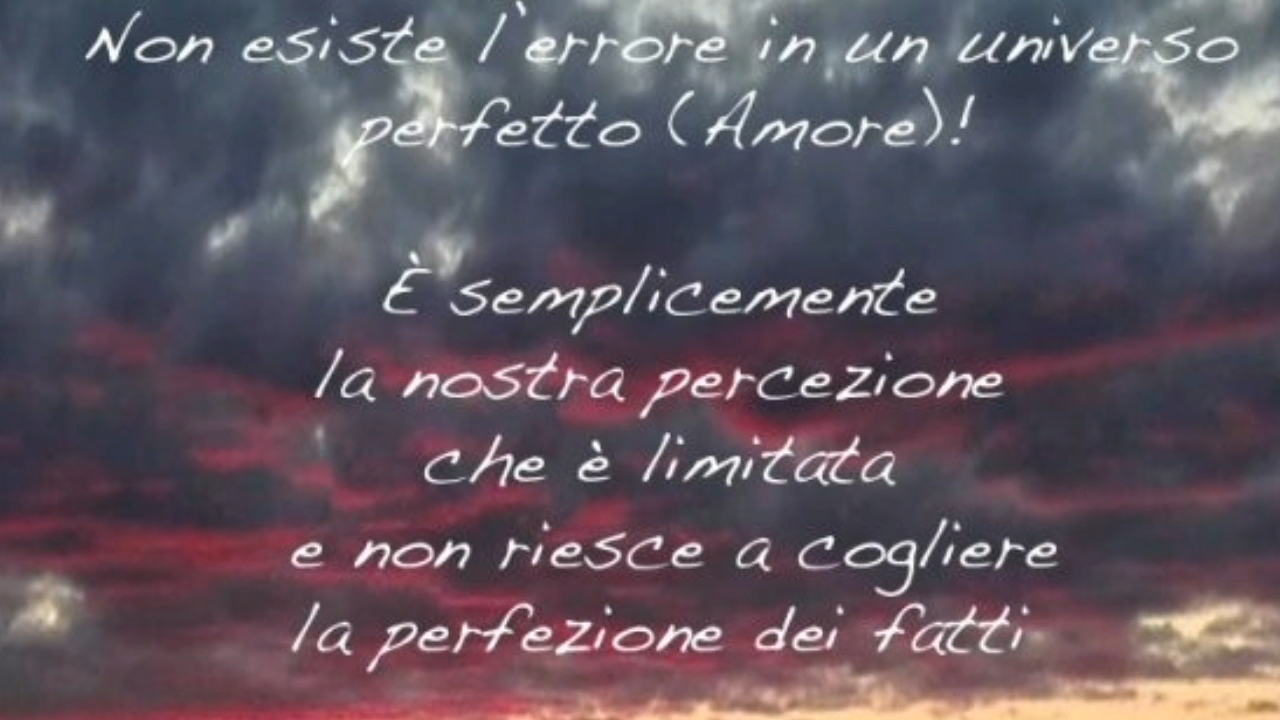 Non esiste l'errore in un universo
perfetto (Amore)!
È semplicemente
la nostra percezione
che è limitata
e non riesce a cogliere
la perfezione dei fatti